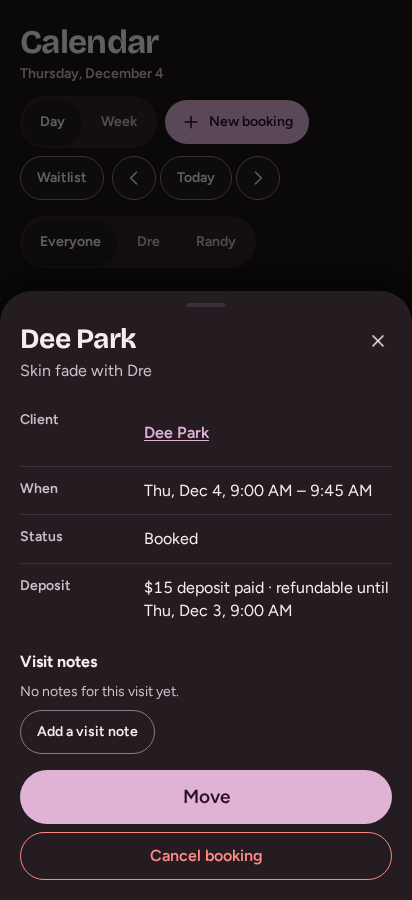 Calendar
Thursday, December 4
Day
Week
New booking
Waitlist
Today
Everyone
Dre
Randy
Dee Park
Skin fade with Dre
Client
Dee Park
When
Thu, Dec 4, 9:00 AM – 9:45 AM
Status
Booked
Deposit
$15 deposit paid · refundable until
Thu, Dec 3, 9:00 AM
Visit notes
No notes for this visit yet.
Add a visit note
Move
Cancel booking